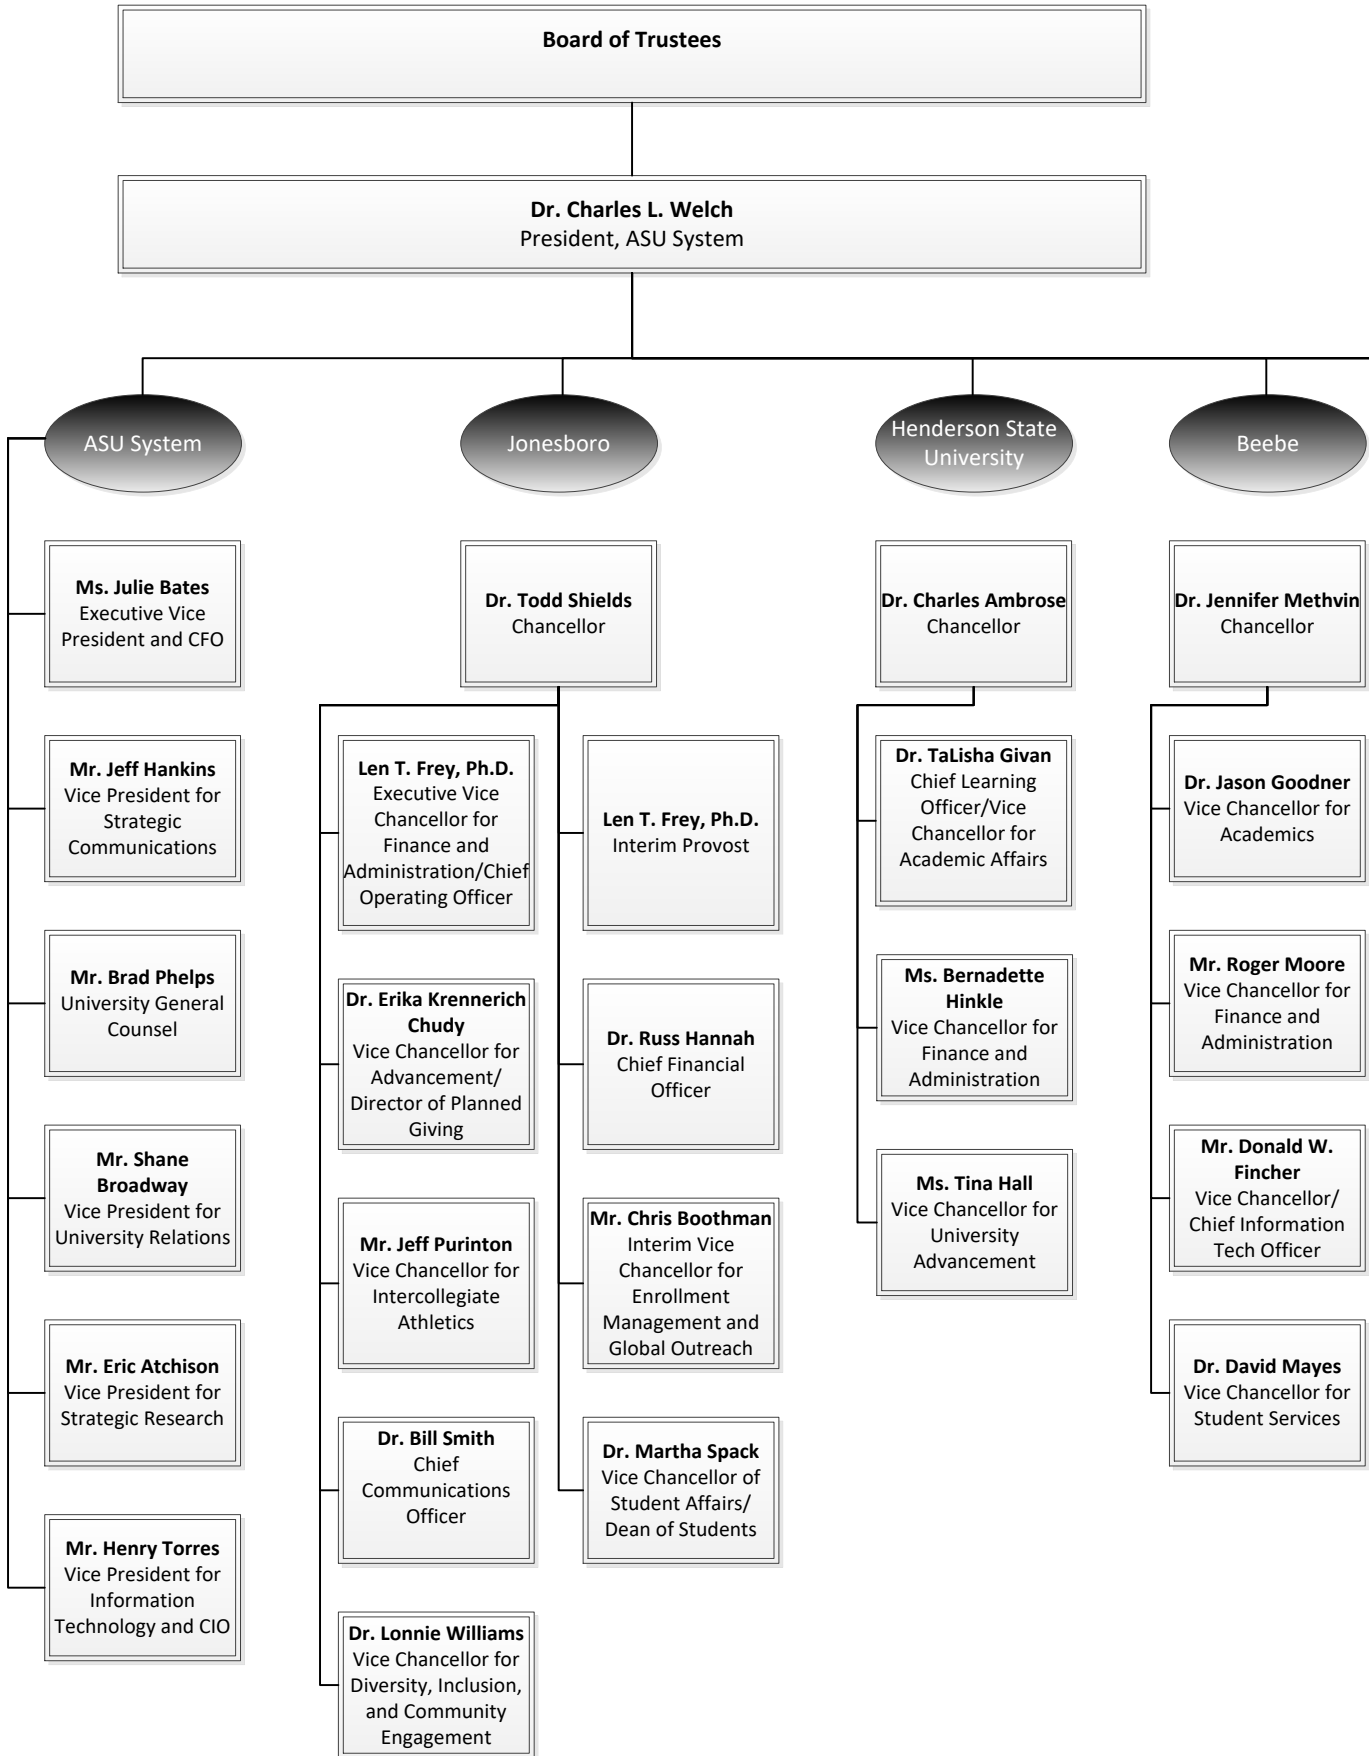 Board of Trustees
Dr. Charles L. Welch
President, ASU System
ASU System
Jonesboro
Henderson State
University
Beebe
Ms. Julie Bates
Executive Vice
President and CFO
Mr. Jeff Hankins
Vice President for
Strategic
Communications
Mr. Brad Phelps
University General
Counsel
Mr. Shane
Broadway
Vice President for
University Relations
Mr. Eric Atchison
Vice President for
Strategic Research
Mr. Henry Torres
Vice President for
Information
Technology and CIO
Dr. Todd Shields
Chancellor
Len T. Frey, Ph.D.
Executive Vice
Chancellor for
Finance and
Administration/Chief
Operating Officer
Dr. Erika Krennerich
Chudy
Vice Chancellor for
Advancement/
Director of Planned
Giving
Mr. Jeff Purinton
Vice Chancellor for
Intercollegiate
Athletics
Dr. Bill Smith
Chief
Communications
Officer
Dr. Lonnie Williams
Vice Chancellor for
Diversity, Inclusion,
and Community
Engagement
Len T. Frey, Ph.D.
Interim Provost
Dr. Russ Hannah
Chief Financial
Officer
Mr. Chris Boothman
Interim Vice
Chancellor for
Enrollment
Management and
Global Outreach
Dr. Martha Spack
Vice Chancellor of
Student Affairs/
Dean of Students
Dr. Charles Ambrose
Chancellor
Dr. TaLisha Givan
Chief Learning
Officer/Vice
Chancellor for
Academic Affairs
Ms. Bernadette
Hinkle
Vice Chancellor for
Finance and
Administration
Ms. Tina Hall
Vice Chancellor for
University
Advancement
Dr. Jennifer Methvin
Chancellor
Dr. Jason Goodner
Vice Chancellor for
Academics
Mr. Roger Moore
Vice Chancellor for
Finance and
Administration
Mr. Donald W.
Fincher
Vice Chancellor/
Chief Information
Tech Officer
Dr. David Mayes
Vice Chancellor for
Student Services